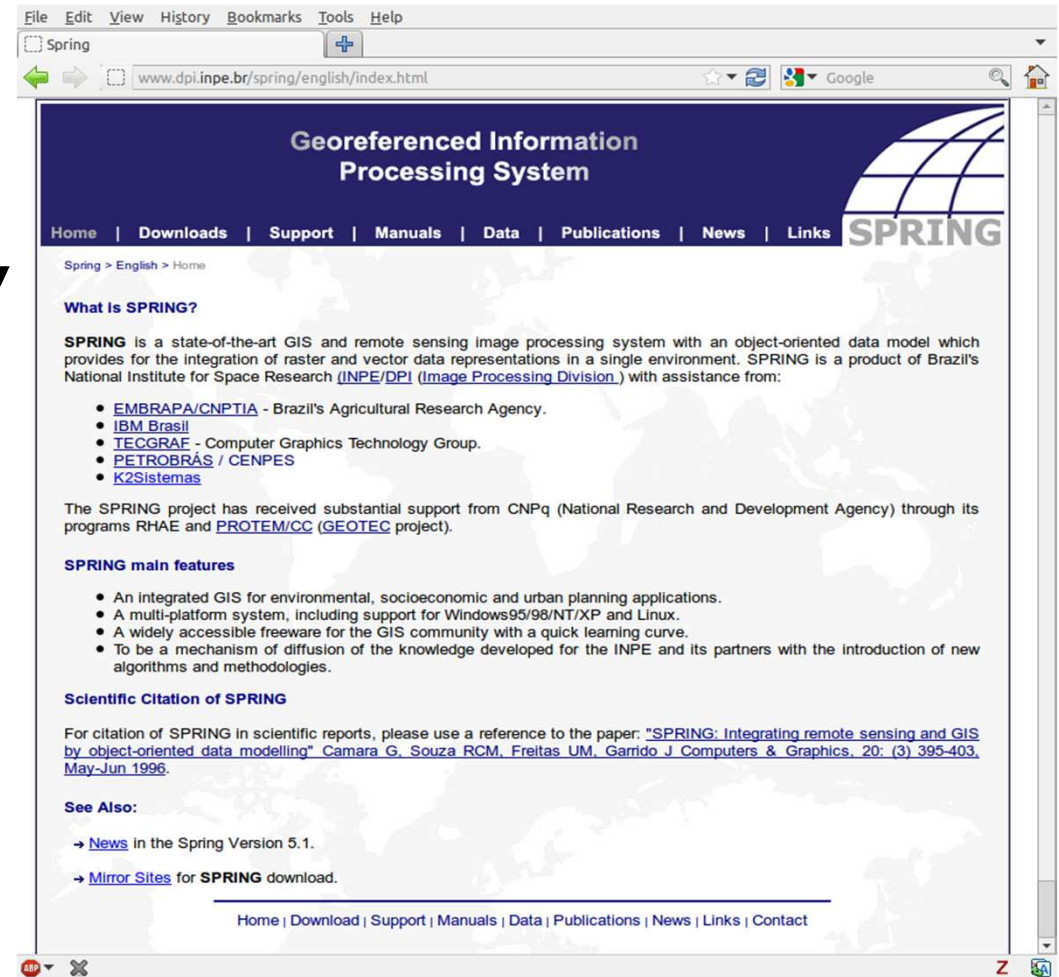 File Edit View History Bookmarks Tools Help
Spring
www.dpi.inpe.br/spring/english/index.html
Google
Georeferenced Information
Processing System
Home | Downloads | Support | Manuals | Data | Publications | News | Links
SPRING
Spring > English > Home
What is SPRING?
SPRING is a state-of-the-art GIS and remote sensing image processing system with an object-oriented data model which
provides for the integration of raster and vector data representations in a single environment. SPRING is a product of Brazil's
National Institute for Space Research (INPE/DPI (Image Processing Division ) with assistance from:
• EMBRAPA/CNPTIA - Brazil's Agricultural Research Agency.
• IBM Brasil
• TECGRAF - Computer Graphics Technology Group.
• PETROBRÁS / CENPES
• K2Sistemas
The SPRING project has received substantial support from CNPq (National Research and Development Agency) through its
programs RHAE and PROTEM/CC (GEOTEC project).
SPRING main features
• An integrated GIS for environmental, socioeconomic and urban planning applications.
• A multi-platform system, including support for Windows95/98/NT/XP and Linux.
• A widely accessible freeware for the GIS community with a quick learning curve.
• To be a mechanism of diffusion of the knowledge developed for the INPE and its partners with the introduction of new
algorithms and methodologies.
Scientific Citation of SPRING
For citation of SPRING in scientific reports, please use a reference to the paper: "SPRING: Integrating remote sensing and GIS
by object-oriented data modelling" Camara G, Souza RCM, Freitas UM, Garrido J Computers & Graphics, 20: (3) 395-403,
May-Jun 1996.
See Also:
→ News in the Spring Version 5.1.
→ Mirror Sites for SPRING download.
Home | Download | Support | Manuals | Data | Publications | News | Links | Contact
ABP
Z